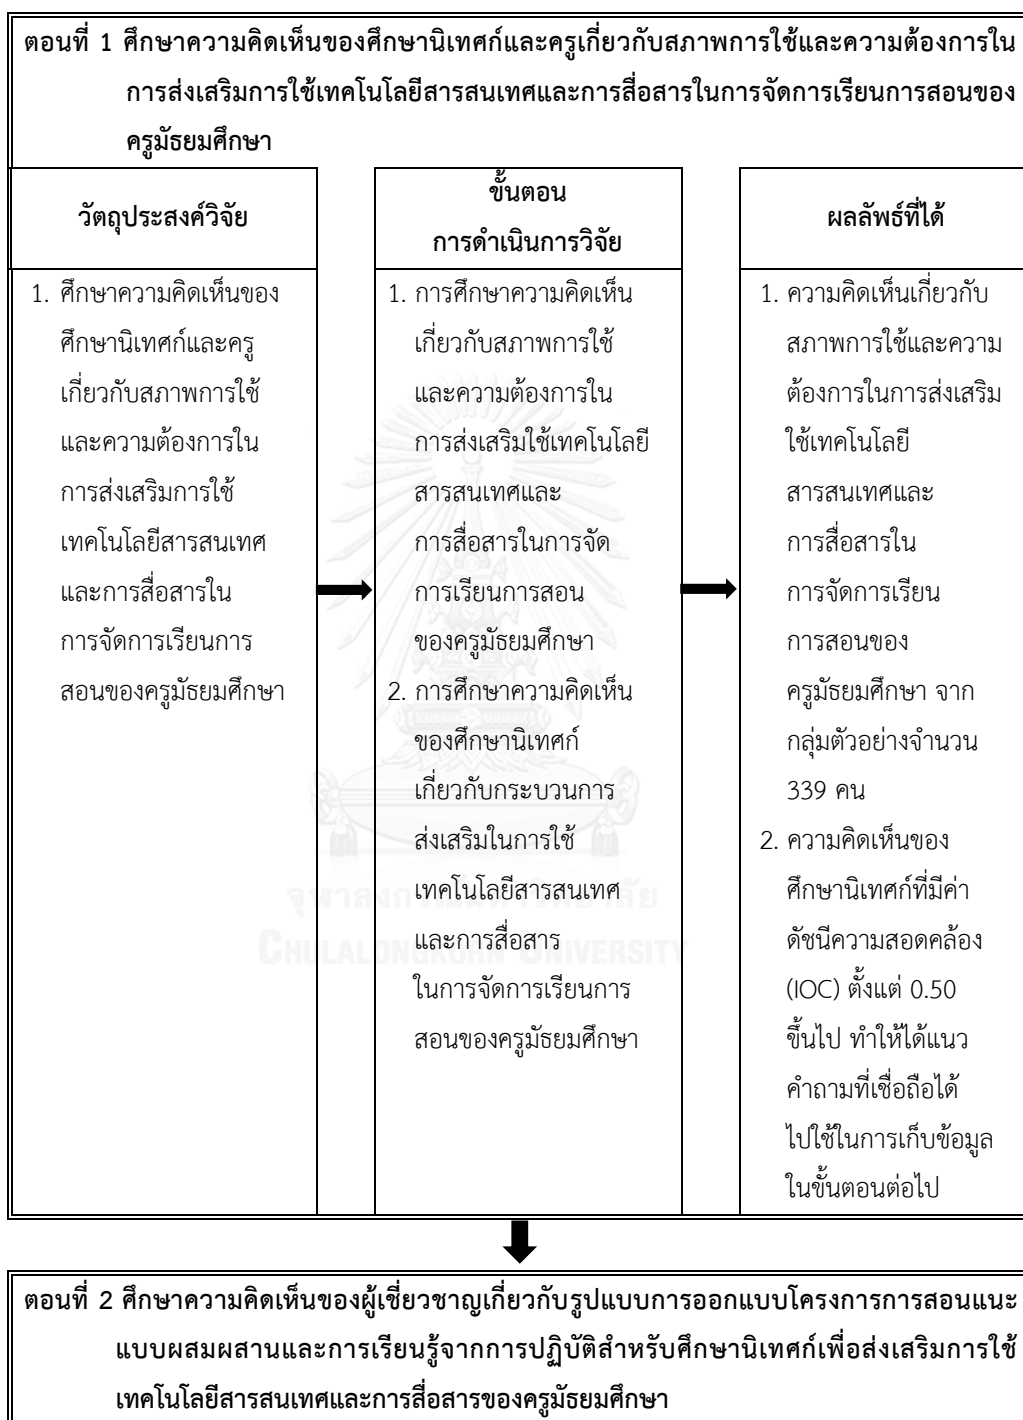 ตอนที่ 1 ศึกษาความคิดเห็นของศึกษานิเทศก์และครูเกี่ยวกับสภาพการใช้และความต้องการใน
การส่งเสริมการใช้เทคโนโลยีสารสนเทศและการสื่อสารในการจัดการเรียนการสอนของ
ครูมัธยมศึกษา
วัตถุประสงค์วิจัย
1. ศึกษาความคิดเห็นของ
ศึกษานิเทศก์และครู
เกี่ยวกับสภาพการใช้
และความต้องการใน
การส่งเสริมการใช้
เทคโนโลยีสารสนเทศ
และการสื่อสารใน
การจัดการเรียนการ
สอนของครูมัธยมศึกษา
ขั้นตอน
การดำเนินการวิจัย
1. การศึกษาความคิดเห็น
เกี่ยวกับสภาพการใช้
และความต้องการใน
การส่งเสริมใช้เทคโนโลยี
สารสนเทศและ
การสื่อสารในการจัด
การเรียนการสอน
ของครูมัธยมศึกษา
2. การศึกษาความคิดเห็น
ของศึกษานิเทศก์
เกี่ยวกับกระบวนการ
ส่งเสริมในการใช้
เทคโนโลยีสารสนเทศ
และการสื่อสาร
ในการจัดการเรียนการ
สอนของครูมัธยมศึกษา
ผลลัพธ์ที่ได้
1. ความคิดเห็นเกี่ยวกับ
สภาพการใช้และความ
ต้องการในการส่งเสริม
ใช้เทคโนโลยี
สารสนเทศและ
การสื่อสารใน
การจัดการเรียน
การสอนของ
ครูมัธยมศึกษา จาก
กลุ่มตัวอย่างจำนวน
339 คน
2. ความคิดเห็นของ
ศึกษานิเทศก์ที่มีค่า
ดัชนีความสอดคล้อง
(IOC) ตั้งแต่ 0.50
ขึ้นไป ทำให้ได้แนว
คำถามที่เชื่อถือได้
ไปใช้ในการเก็บข้อมูล
ในขั้นตอนต่อไป
จุฬาลงกรณ์มหาวิทยาลัย
CHULALONGKORN UNIVERSITY
ตอนที่ 2 ศึกษาความคิดเห็นของผู้เชี่ยวชาญเกี่ยวกับรูปแบบการออกแบบโครงการการสอนแนะ
แบบผสมผสานและการเรียนรู้จากการปฏิบัติสำหรับศึกษานิเทศก์เพื่อส่งเสริมการใช้
เทคโนโลยีสารสนเทศและการสื่อสารของครูมัธยมศึกษา